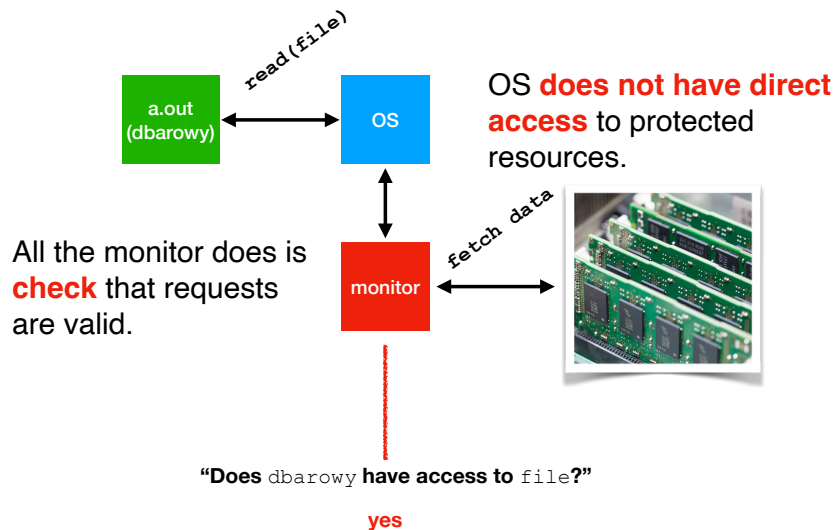 read(file)
a.out
(dbarowy)
OS
OS does not have direct
access to protected
resources.
fetch data
All the monitor does is
check that requests
are valid.
monitor
“Does dbarowy have access to file?”
yes